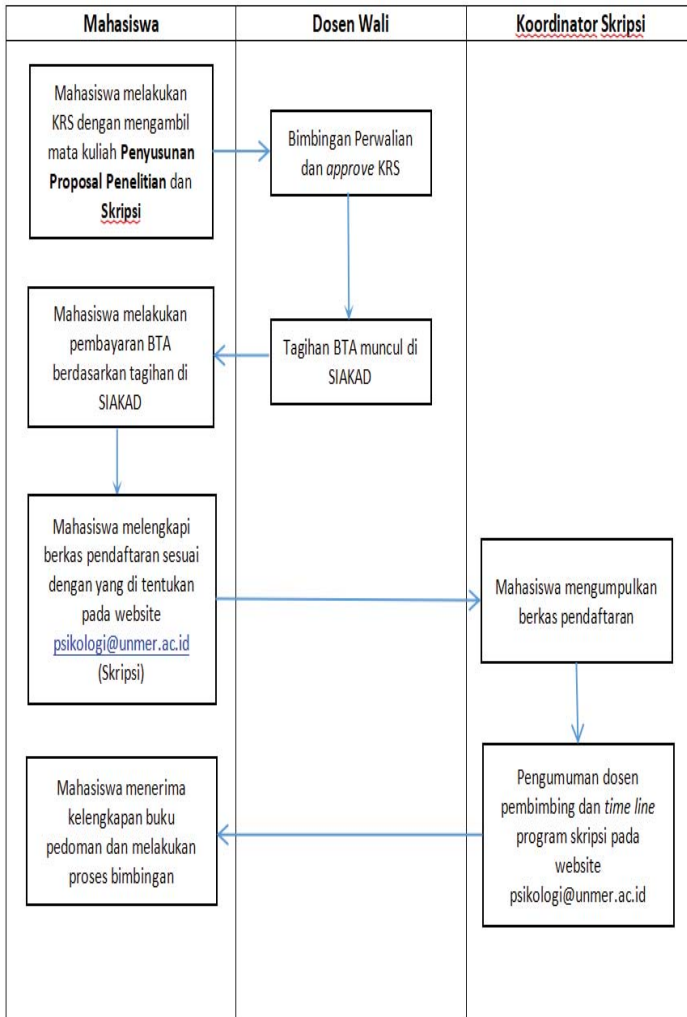 Mahasiswa
Dosen Wali
Koordinator Skripsi
Mahasiswa melakukan
KRS dengan mengambil
mata kuliah Penyusunan
Proposal Penelitian dan
Skripsi
Bimbingan Perwalian
dan approve KRS
Tagihan BTA muncul di
SIAKAD
Mahasiswa melakukan
pembayaran BTA
berdasarkan tagihan di
SIAKAD
Mahasiswa melengkapi
berkas pendaftaran sesuai
dengan yang di tentukan
pada website
psikologi@unmer.ac.id
(Skripsi)
Mahasiswa mengumpulkan
berkas pendaftaran
Pengumuman dosen
pembimbing dan time line
program skripsi pada
website
psikologi@unmer.ac.id
Mahasiswa menerima
kelengkapan buku
pedoman dan melakukan
proses bimbingan